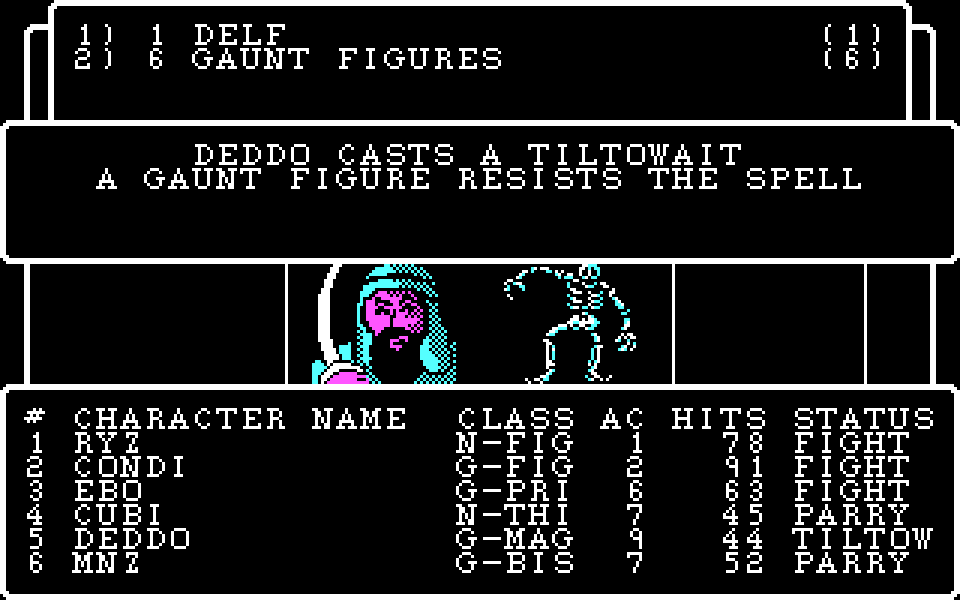 1) 1 DELF (1)
2) 6 GAUNT FIGURES (6)
DEDDO CASTS A TILTOWAIT
A GAUNT FIGURE RESISTS THE SPELL
# CHARACTER NAME CLASS AC HITS STATUS
1 RYZ N-FIG 1 78 FIGHT
2 CONDI G-FIG 2 91 FIGHT
3 EBO G-PRI 6 63 FIGHT
4 CUBI N-THI 7 45 PARRY
5 DEDDO G-MAG 9 44 TILTOW
6 MNZ G-BIS 7 52 PARRY